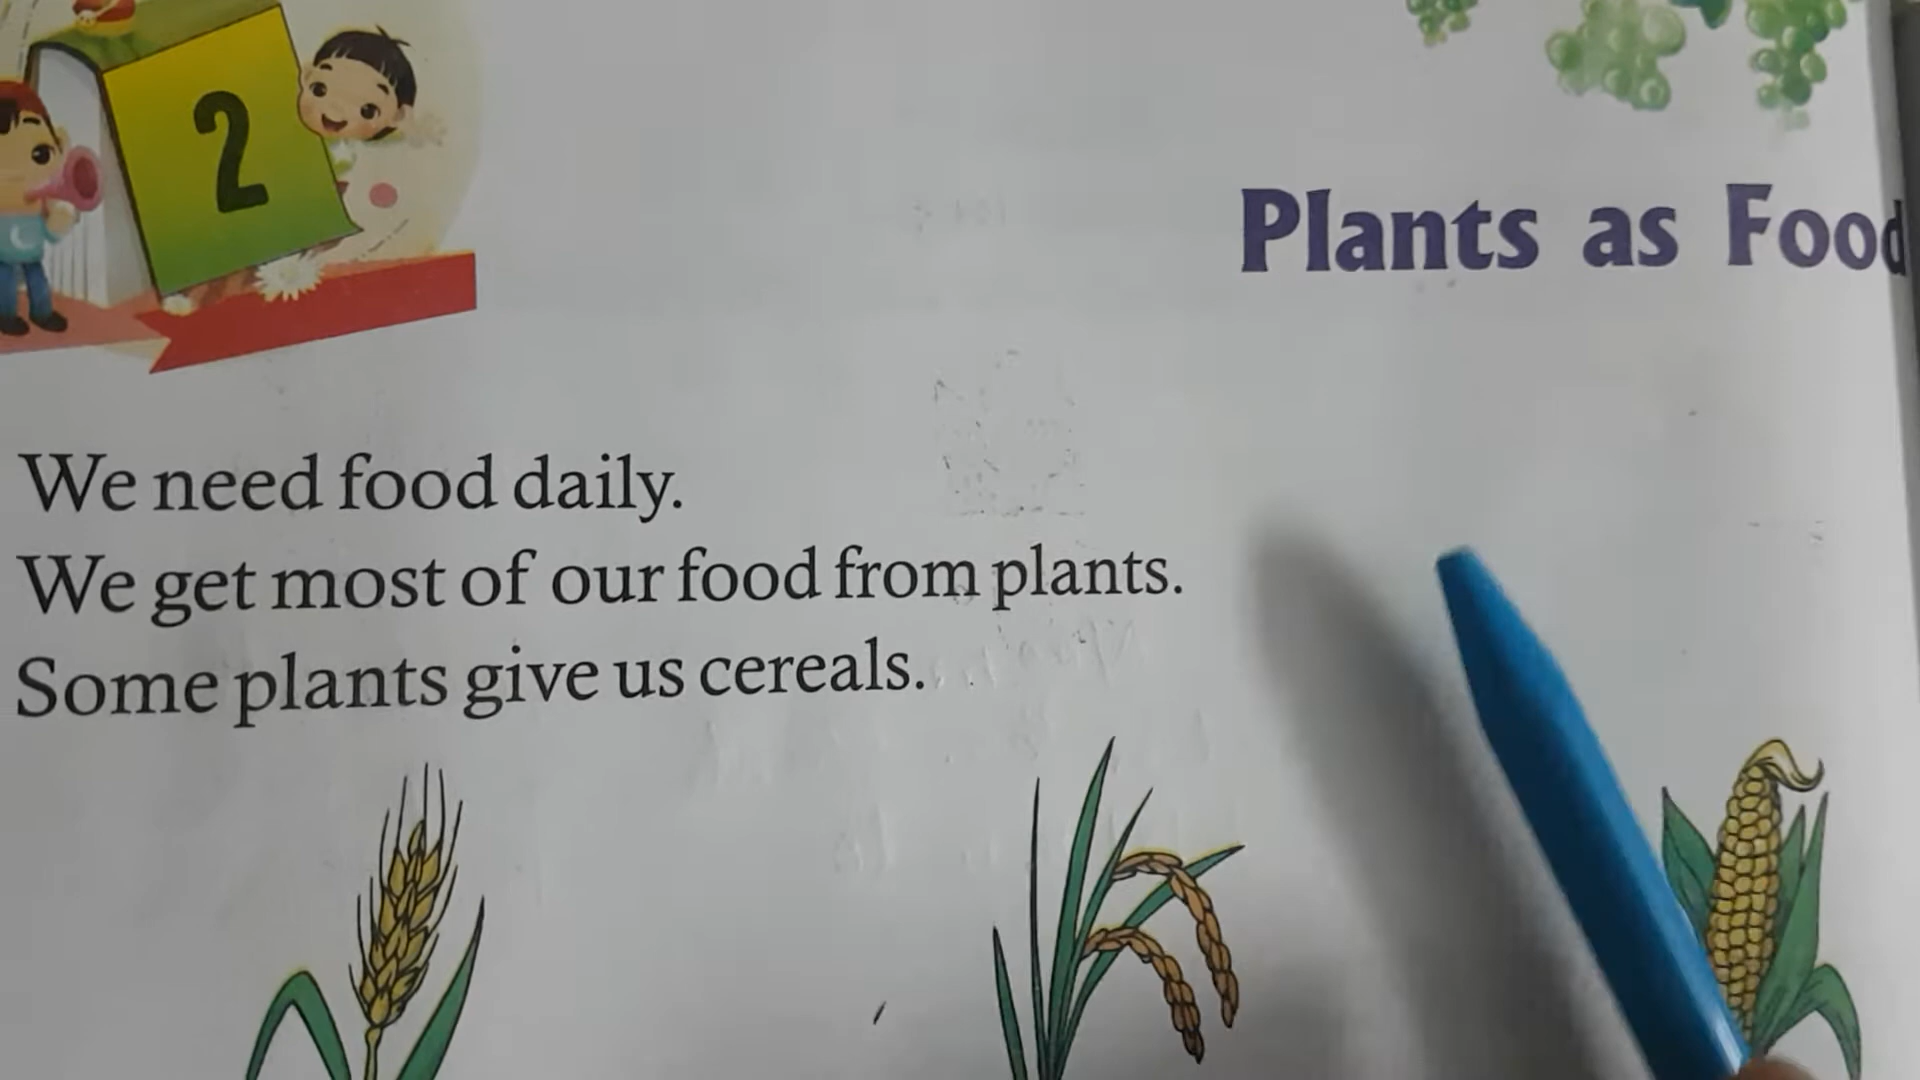 2
Plants as Food
We need food daily.
We get most of our food from plants.
Some plants give us cereals.